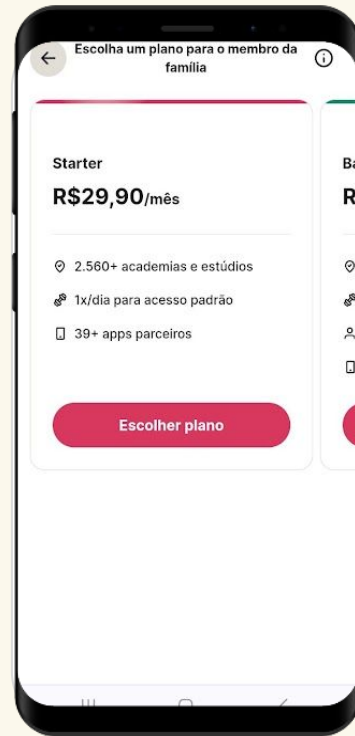 Escolha um plano para o membro da
família
Starter
R$29,90/mês
2.560+ academias e estúdios
1x/dia para acesso padrão
39+ apps parceiros
Escolher plano